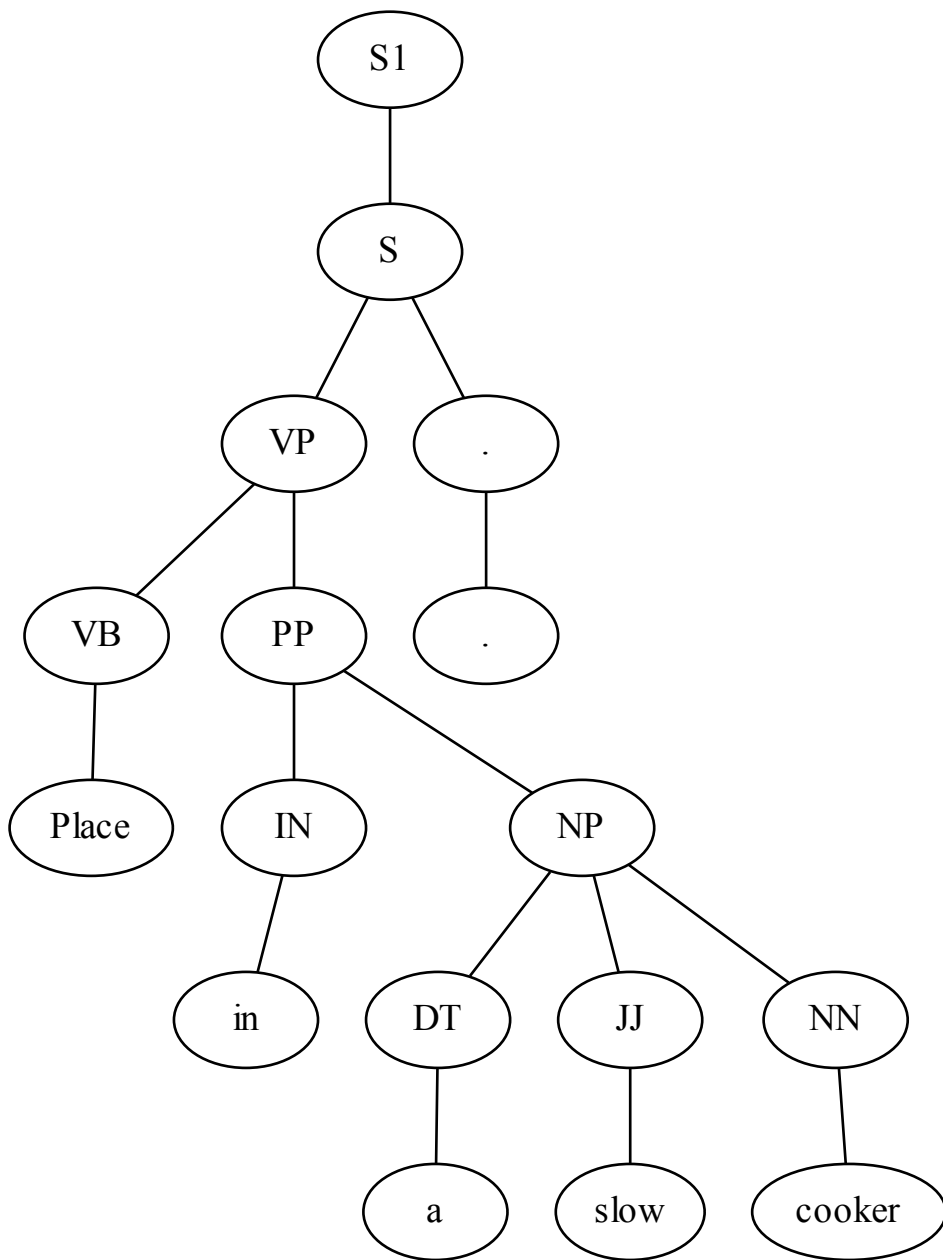 S1
S
VP .
VB PP .
Place IN NP
in DT JJ NN
a slow cooker